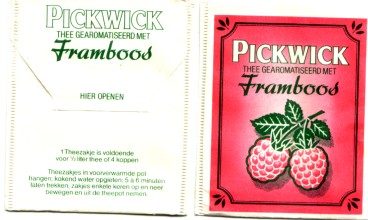 PICKWICK
THEE GEAROMATISEERD MET
Framboos
HIER OPENEN
1 Theezakje is voldoende
voor ½ liter thee of 4 koppen
Theezakjes in voorverwarmde pot
hangen, kokend water opgieten, 5 à 6 minuten
laten trekken, zakjes enkele keren op en neer
bewegen en uit de theepot nemen.
PICKWICK
THEE GEAROMATISEERD MET
Framboos